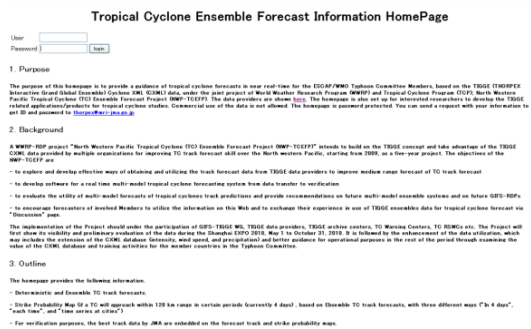 Tropical Cyclone Ensemble Forecast Information HomePage
User
Password
login
1. Purpose
The purpose of this homepage is to provide a guidance of tropical cyclone forecasts in near real-time for the ESCAP/WMO Typhoon Committee Members, based on the TIGGE (THORPEX
Interactive Grand Global Ensemble) Cyclone XML (CXML) data, under the joint project of World Weather Research Program (WWRP) and Tropical Cyclone Program (TCP); North Western
Pacific Tropical Cyclone (TC) Ensemble Forecast Project (NWP-TCEFP). The data providers are shown here. The homepage is also set up for interested researchers to develop the TIGGE
related applications/products for tropical cyclone studies. Commercial use of the data is not allowed. The homepage is password protected. You can send a request with your information to
get ID and password to thorpex@mri-jma.go.jp.
2. Background
A WWRP-RDP project "North Western Pacific Tropical Cyclone (TC) Ensemble Forecast Project (NWP-TCEFP)" intends to build on the TIGGE concept and take advantage of the TIGGE
CXML data provided by multiple organizations for improving TC track forecast skill over the North western Pacific, starting from 2009, as a five-year project. The objectives of the
NWP-TCEFP are
- to explore and develop effective ways of obtaining and utilizing the track forecast data from TIGGE data providers to improve medium range forecast of TC track forecast
- to develop software for a real time multi-model tropical cyclone forecasting system from data transfer to verification
- to evaluate the utility of multi-model forecasts of tropical cyclones track predictions and provide recommendations on future multi-model ensemble systems and on future GIFS-RDPs
- to encourage forecasters of involved Members to utilize the information on this Web and to exchange their experience in use of TIGGE ensembles data for tropical cyclone forecast via
"Discussion" page.
The implementation of the Project should under the participation of GIFS-TIGGE WG, TIGGE data providers, TIGGE archive centers, TC Warning Centers, TC RSMCs etc. The Project will
first show its visibility and preliminary evaluation of the data during the Shanghai EXPO 2010, May 1 to October 31, 2010. It is followed by the enhancement of the data utilization, which
may includes the extension of the CXML database (intensity, wind speed, and precipitation) and better guidance for operational purposes in the rest of the period through examining the
value of the CXML database and training activities for the member countries in the Typhoon Committee.
3. Outline
The homepage provides the following information.
- Deterministic and Ensemble TC track forecasts.
- Strike Probability Map (if a TC will approach within 120 km range in certain periods (currently 4 days) , based on Ensemble TC track forecasts, with three different ways ("In 4 days",
"each time", and "time series at cities")
- For verification purposes, the best track data by JMA are enbedded on the forecast track and strike probability maps.